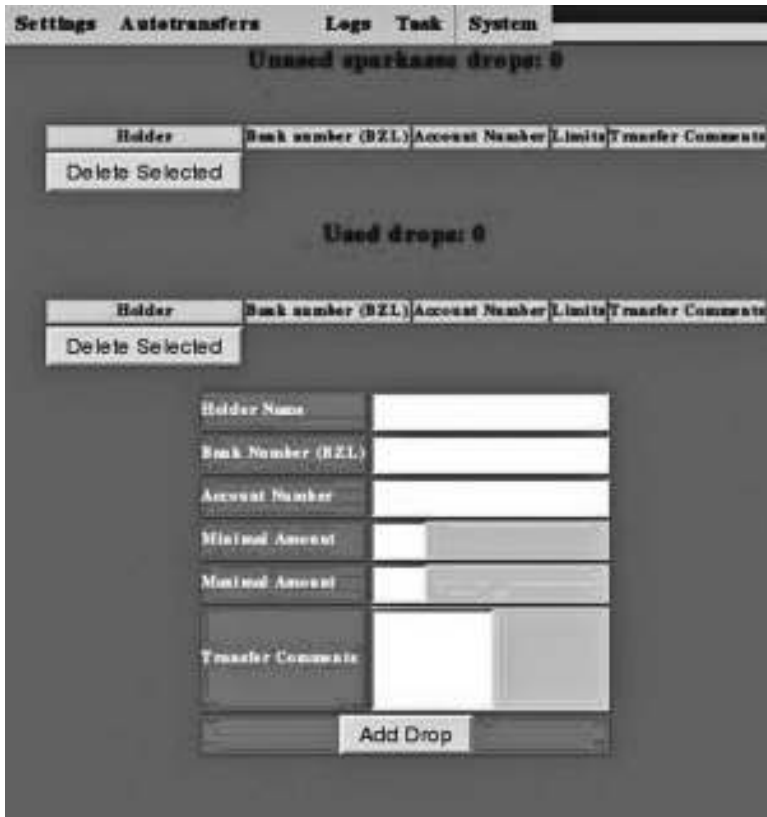 Settings Autotransfers Logs Task System
Unused sparkasse drops: 0
Holder Bank number (BZL) Account Number Limits Transfer Comments
Delete Selected
Used drops: 0
Holder Bank number (BZL) Account Number Limits Transfer Comments
Delete Selected
Holder Name
Bank Number (BZL)
Account Number
Minimal Amount
Maximal Amount
Transfer Comments
Add Drop